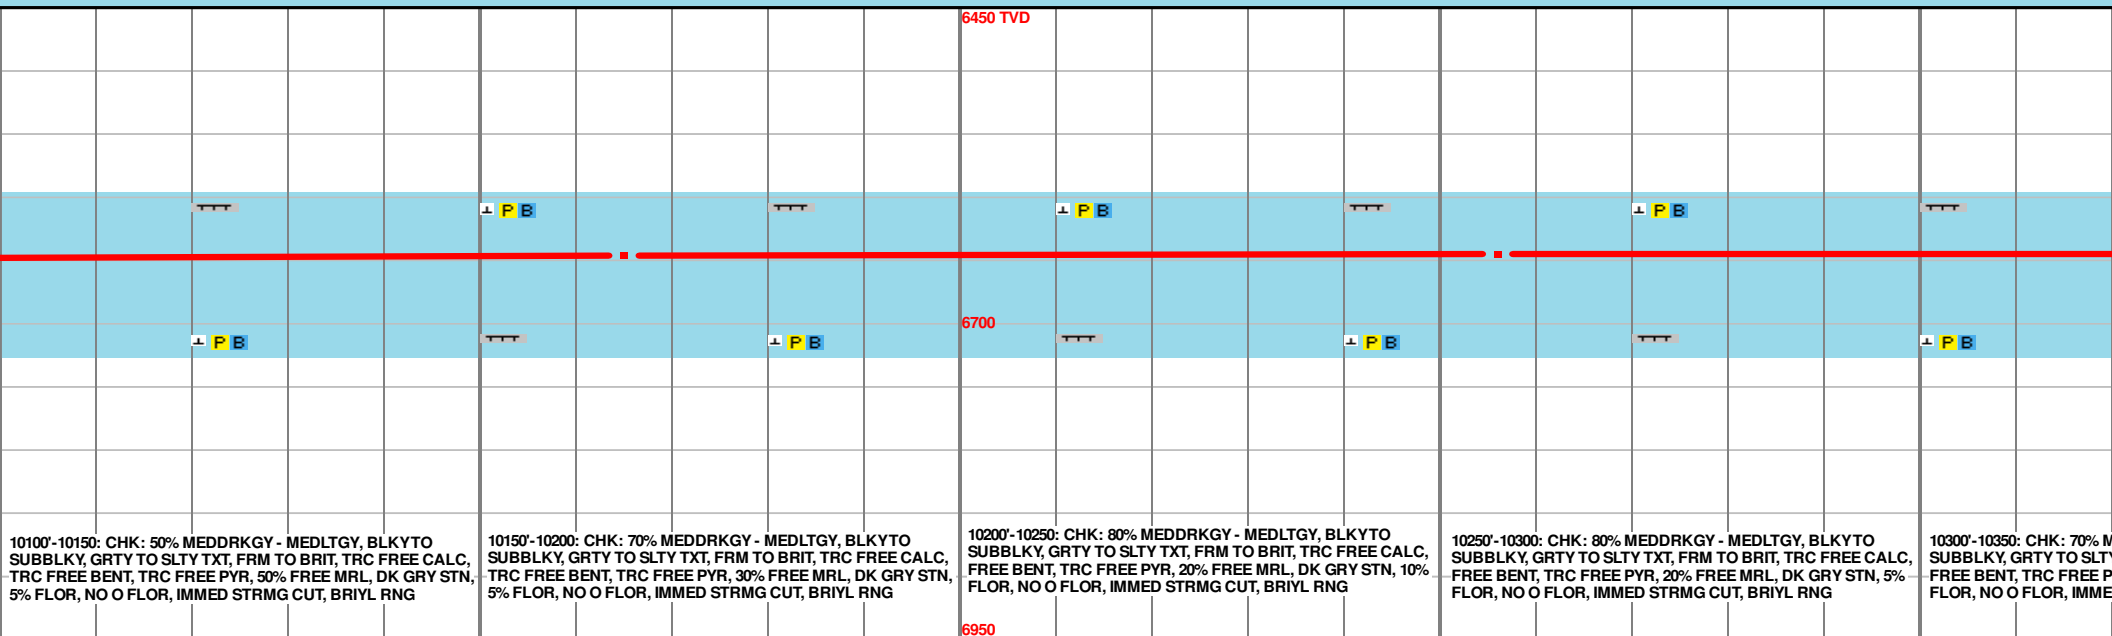 6450 TVD
P B
P B
P B
6700
P B
P B
P B
P B
10100'-10150: CHK: 50% MEDDRKGY - MEDLTGY, BLKYTO
SUBBLKY, GRTY TO SLTY TXT, FRM TO BRIT, TRC FREE CALC,
TRC FREE BENT, TRC FREE PYR, 50% FREE MRL, DK GRY STN,
5% FLOR, NO O FLOR, IMMED STRMG CUT, BRIYL RNG
10150'-10200: CHK: 70% MEDDRKGY - MEDLTGY, BLKYTO
SUBBLKY, GRTY TO SLTY TXT, FRM TO BRIT, TRC FREE CALC,
TRC FREE BENT, TRC FREE PYR, 30% FREE MRL, DK GRY STN,
5% FLOR, NO O FLOR, IMMED STRMG CUT, BRIYL RNG
10200'-10250: CHK: 80% MEDDRKGY - MEDLTGY, BLKYTO
SUBBLKY, GRTY TO SLTY TXT, FRM TO BRIT, TRC FREE CALC,
FREE BENT, TRC FREE PYR, 20% FREE MRL, DK GRY STN, 10%
FLOR, NO O FLOR, IMMED STRMG CUT, BRIYL RNG
10250'-10300: CHK: 80% MEDDRKGY - MEDLTGY, BLKYTO
SUBBLKY, GRTY TO SLTY TXT, FRM TO BRIT, TRC FREE CALC,
FREE BENT, TRC FREE PYR, 20% FREE MRL, DK GRY STN, 5%
FLOR, NO O FLOR, IMMED STRMG CUT, BRIYL RNG
10300'-10350: CHK: 70% M
SUBBLKY, GRTY TO SLTY
FREE BENT, TRC FREE P
FLOR, NO O FLOR, IMME
6950